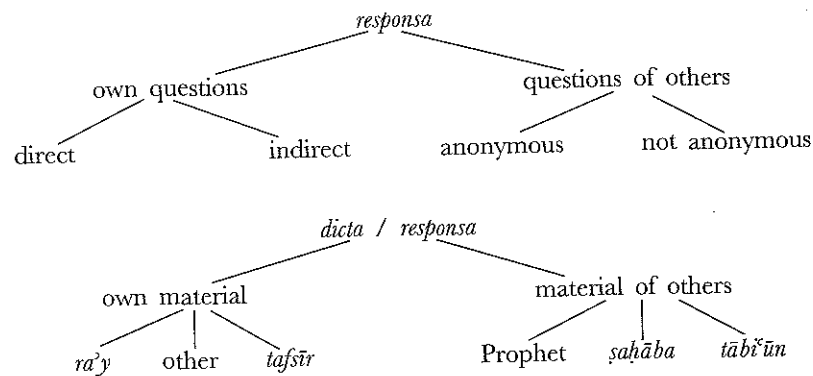 responsa
own questions questions of others
direct indirect anonymous not anonymous
dicta / responsa
own material material of others
raʾy other tafsīr Prophet ṣaḥāba tābiʿūn